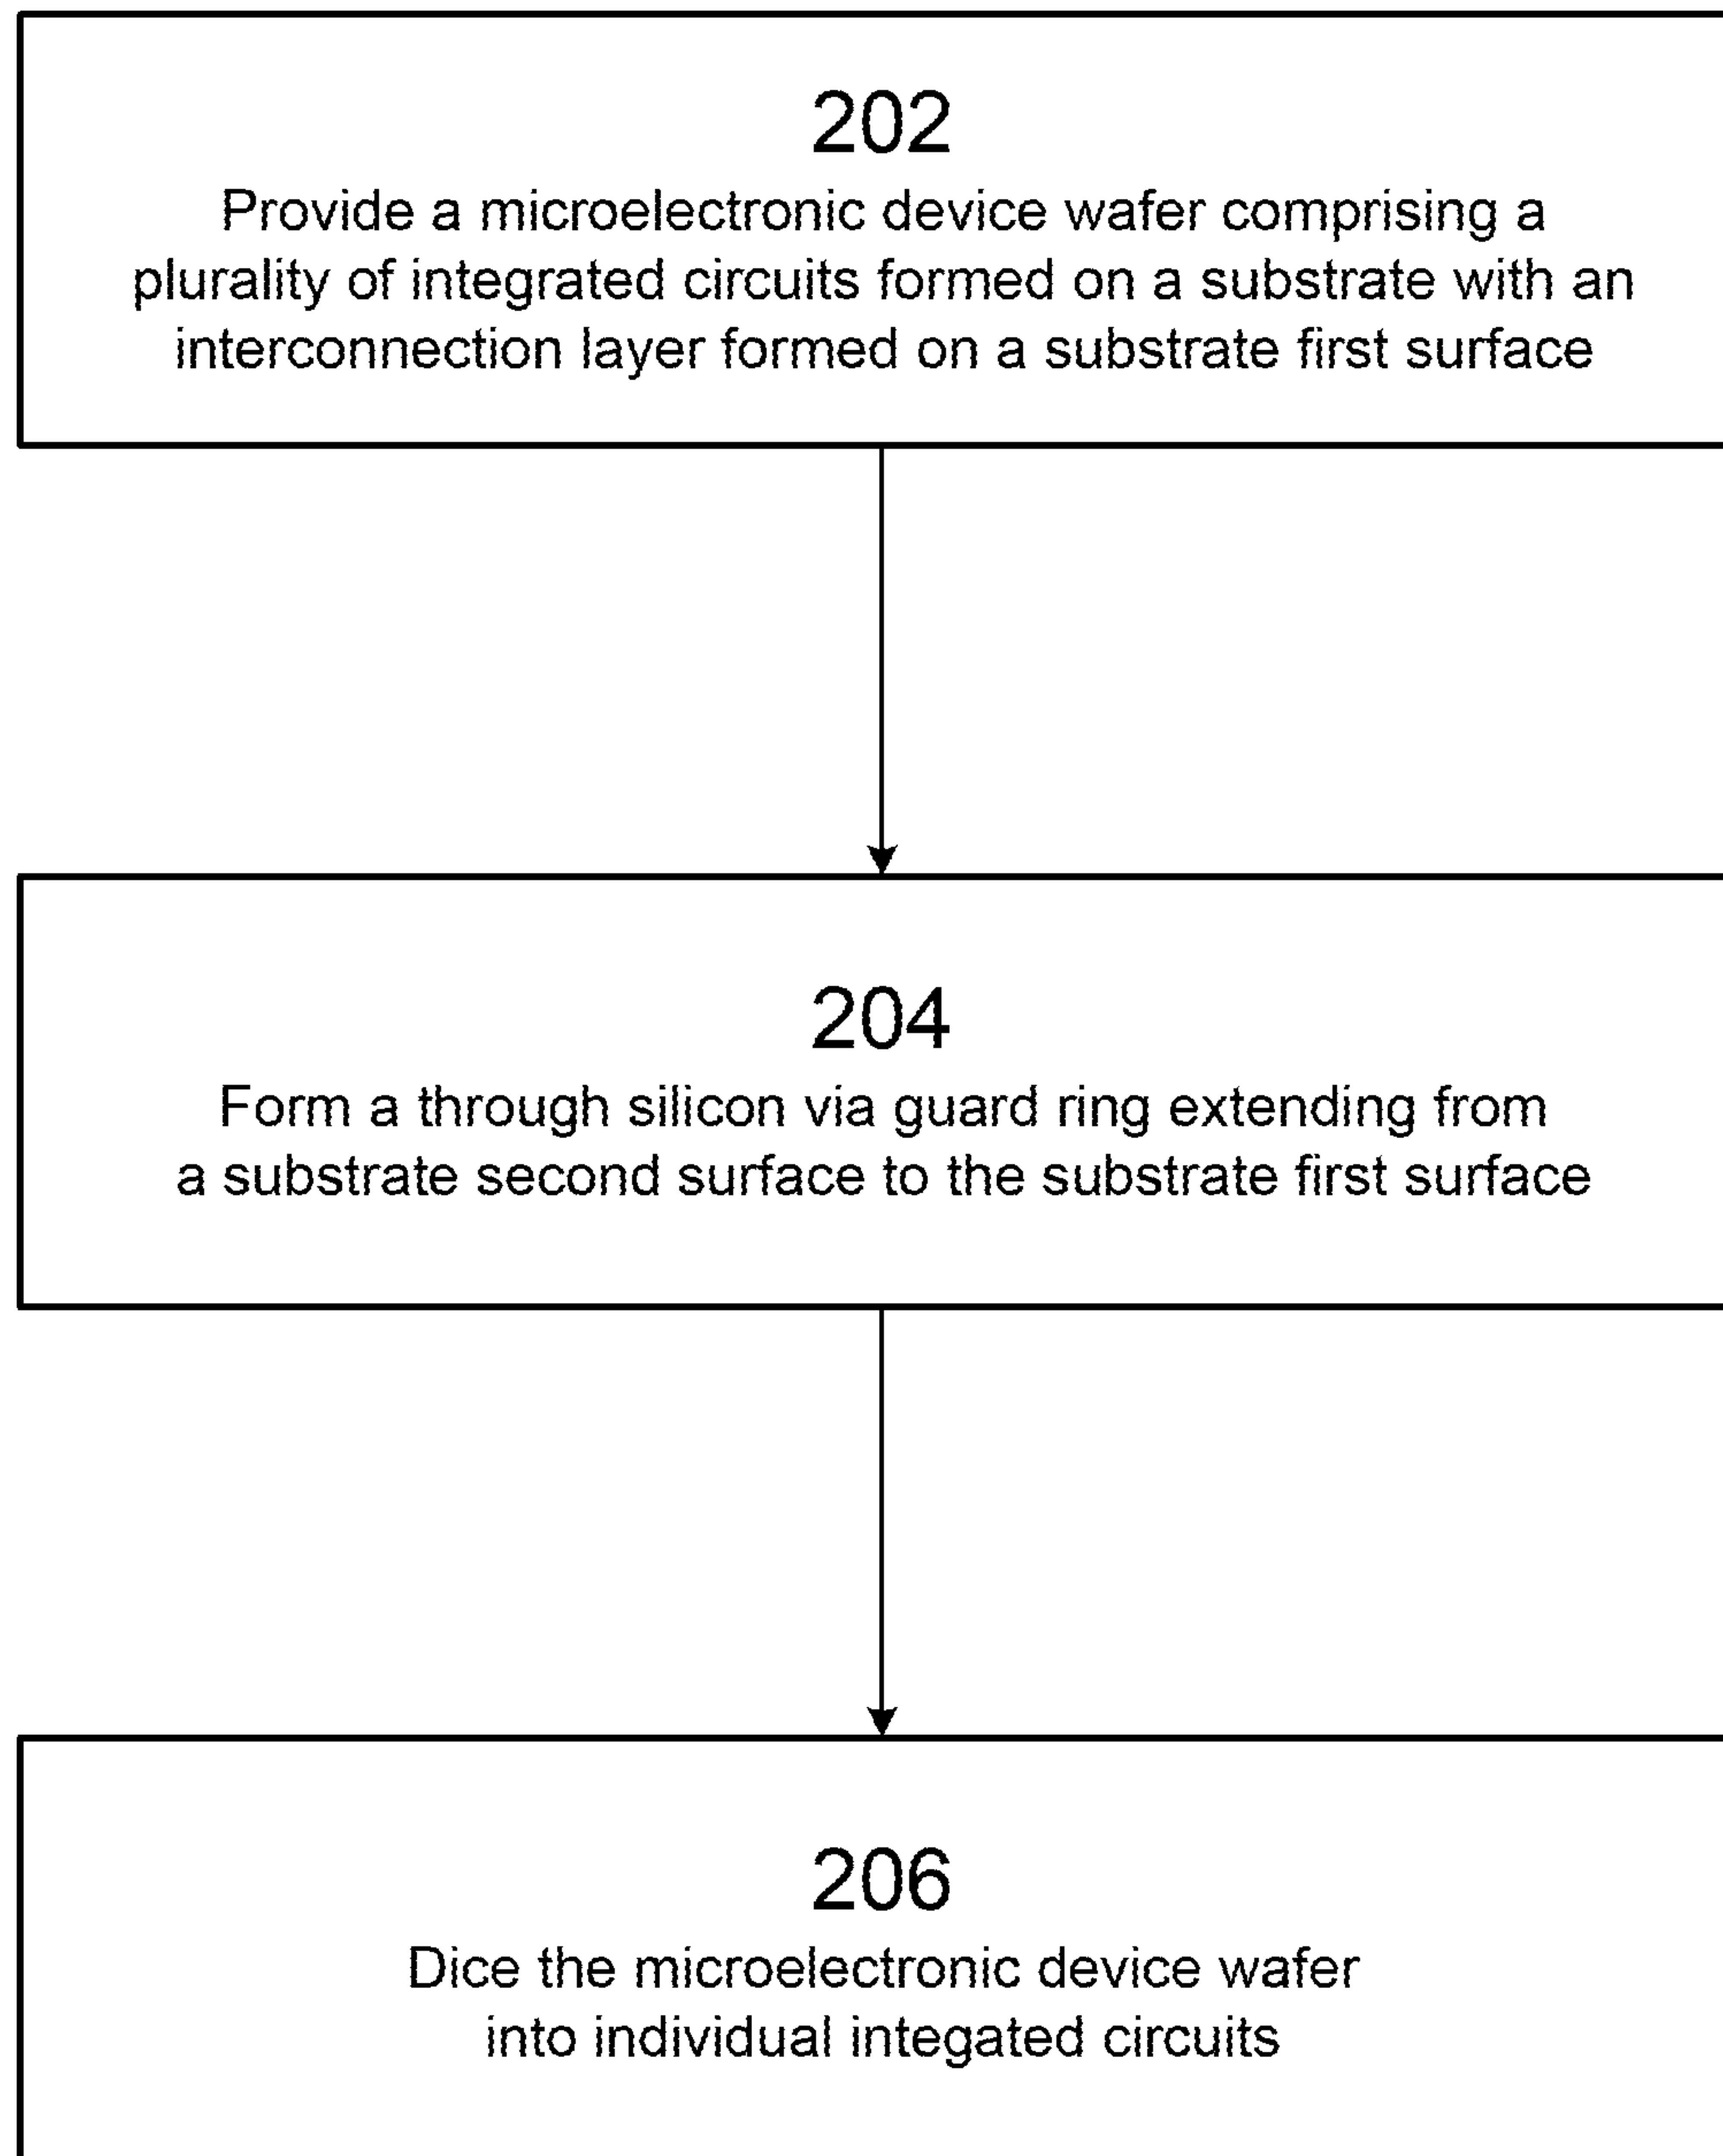 202
Provide a microelectronic device wafer comprising a
plurality of integrated circuits formed on a substrate with an
interconnection layer formed on a substrate first surface
204
Form a through silicon via guard ring extending from
a substrate second surface to the substrate first surface
206
Dice the microelectronic device wafer
into individual integated circuits